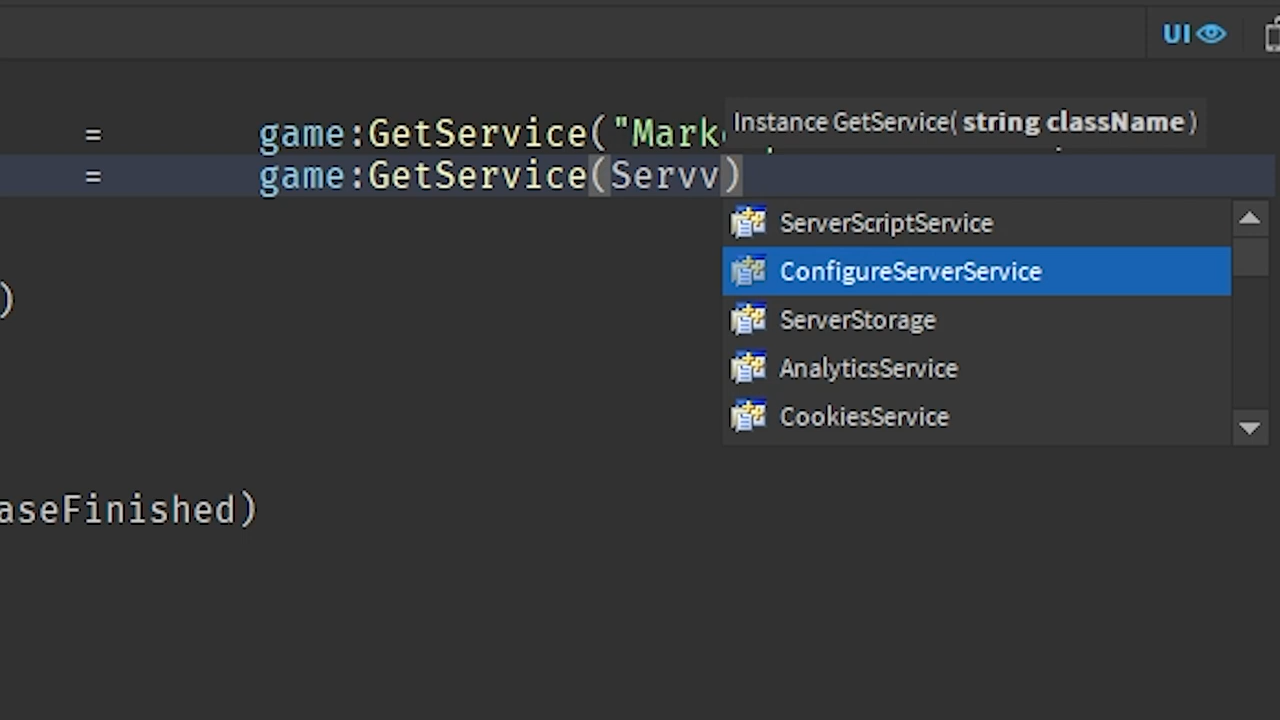 UI
= game:GetService("Mark
Instance GetService( string className )
= game:GetService(Servv)
ServerScriptService
ConfigureServerService
ServerStorage
AnalyticsService
CookiesService
)
aseFinished)